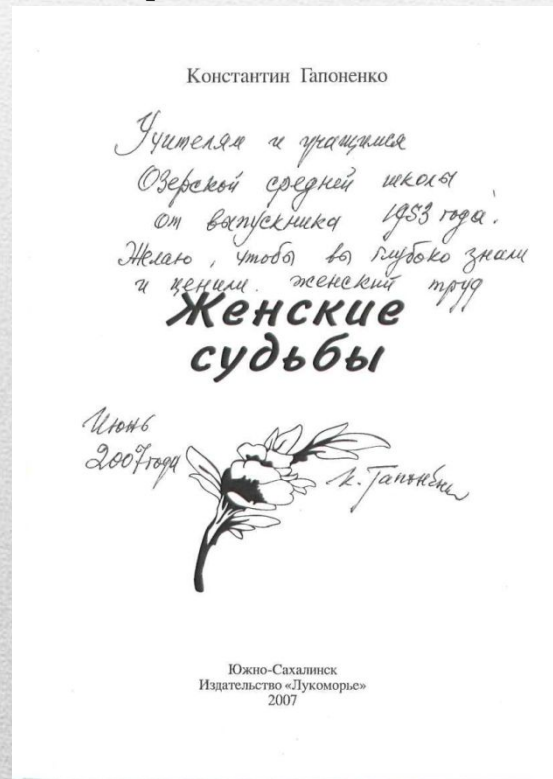 Константин Гапоненко
Учителям и учащимся
Озерской средней школы
от выпускника 1953 года.
Желаю, чтобы вы глубоко знали
и ценили женский труд
Женские
судьбы
Июнь
2007 года
К. Гапоненко
Южно-Сахалинск
Издательство «Лукоморье»
2007